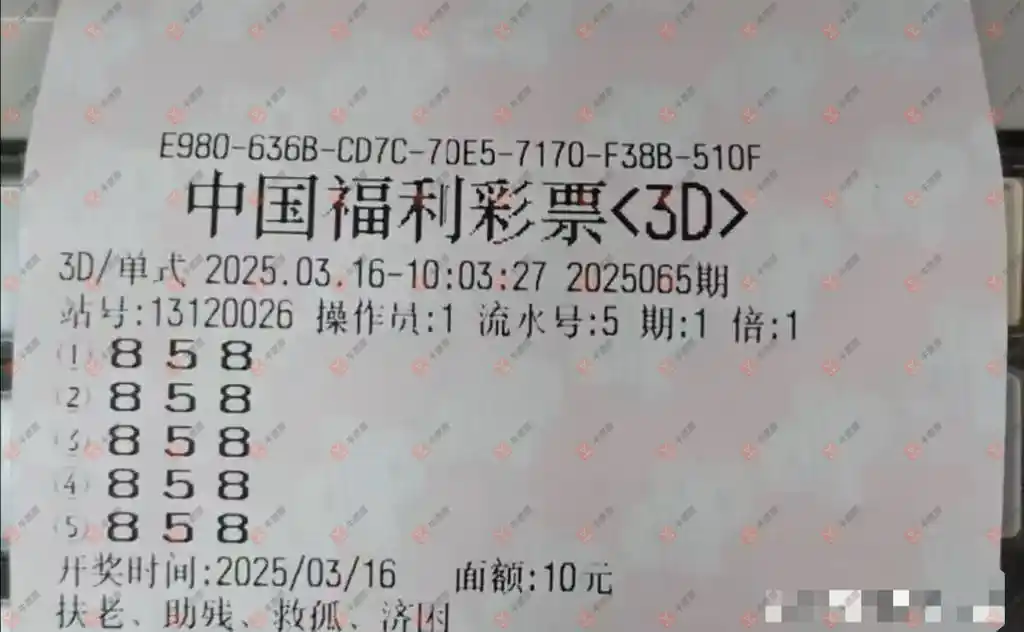 E980-636B-CD7C-70E5-7170-F38B-510F
中国福利彩票<3D>
3D/单式 2025.03.16-10:03:27 2025065期
站号:13120026 操作员:1 流水号:5 期:1 倍:1
(1) 8 5 8
(2) 8 5 8
(3) 8 5 8
(4) 8 5 8
(5) 8 5 8
开奖时间:2025/03/16 面额:10元
扶老、助残、救孤、济困